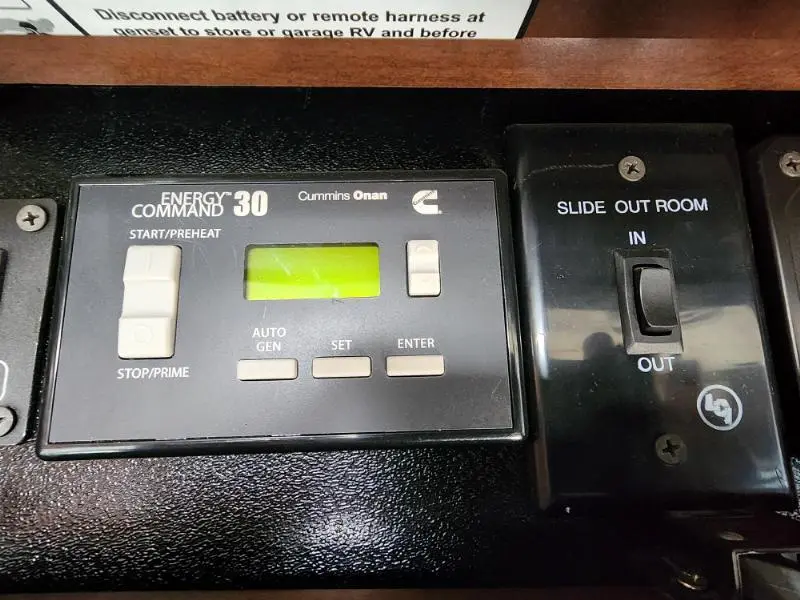 Disconnect battery or remote harness at
genset to store or garage RV and before
ENERGY™
COMMAND 30
Cummins Onan
START/PREHEAT
STOP/PRIME
AUTO
GEN
SET
ENTER
SLIDE OUT ROOM
IN
OUT